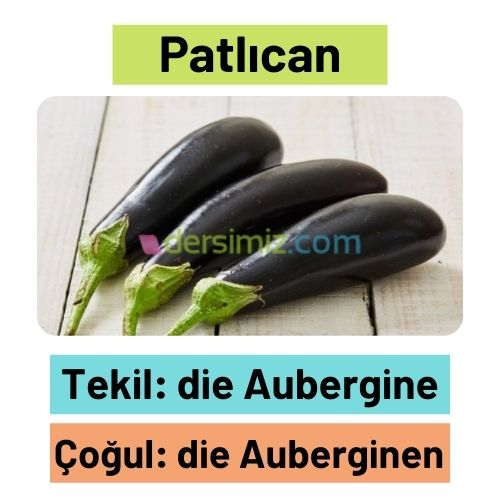 Patlıcan
dersimiz.com
Tekil: die Aubergine
Çoğul: die Auberginen